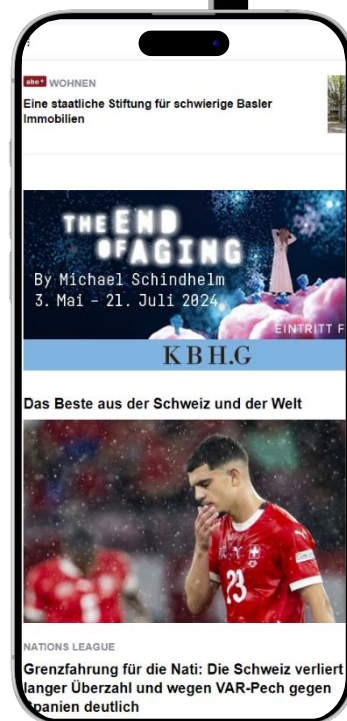 abo+ WOHNEN
Eine staatliche Stiftung für schwierige Basler
Immobilien
THE END
OF AGING
By Michael Schindhelm
3. Mai – 21. Juli 2024
EINTRITT F
KBH.G
Das Beste aus der Schweiz und der Welt
23
NATIONS LEAGUE
Grenzfahrung für die Nati: Die Schweiz verliert
langer Überzahl und wegen VAR-Pech gegen
Spanien deutlich